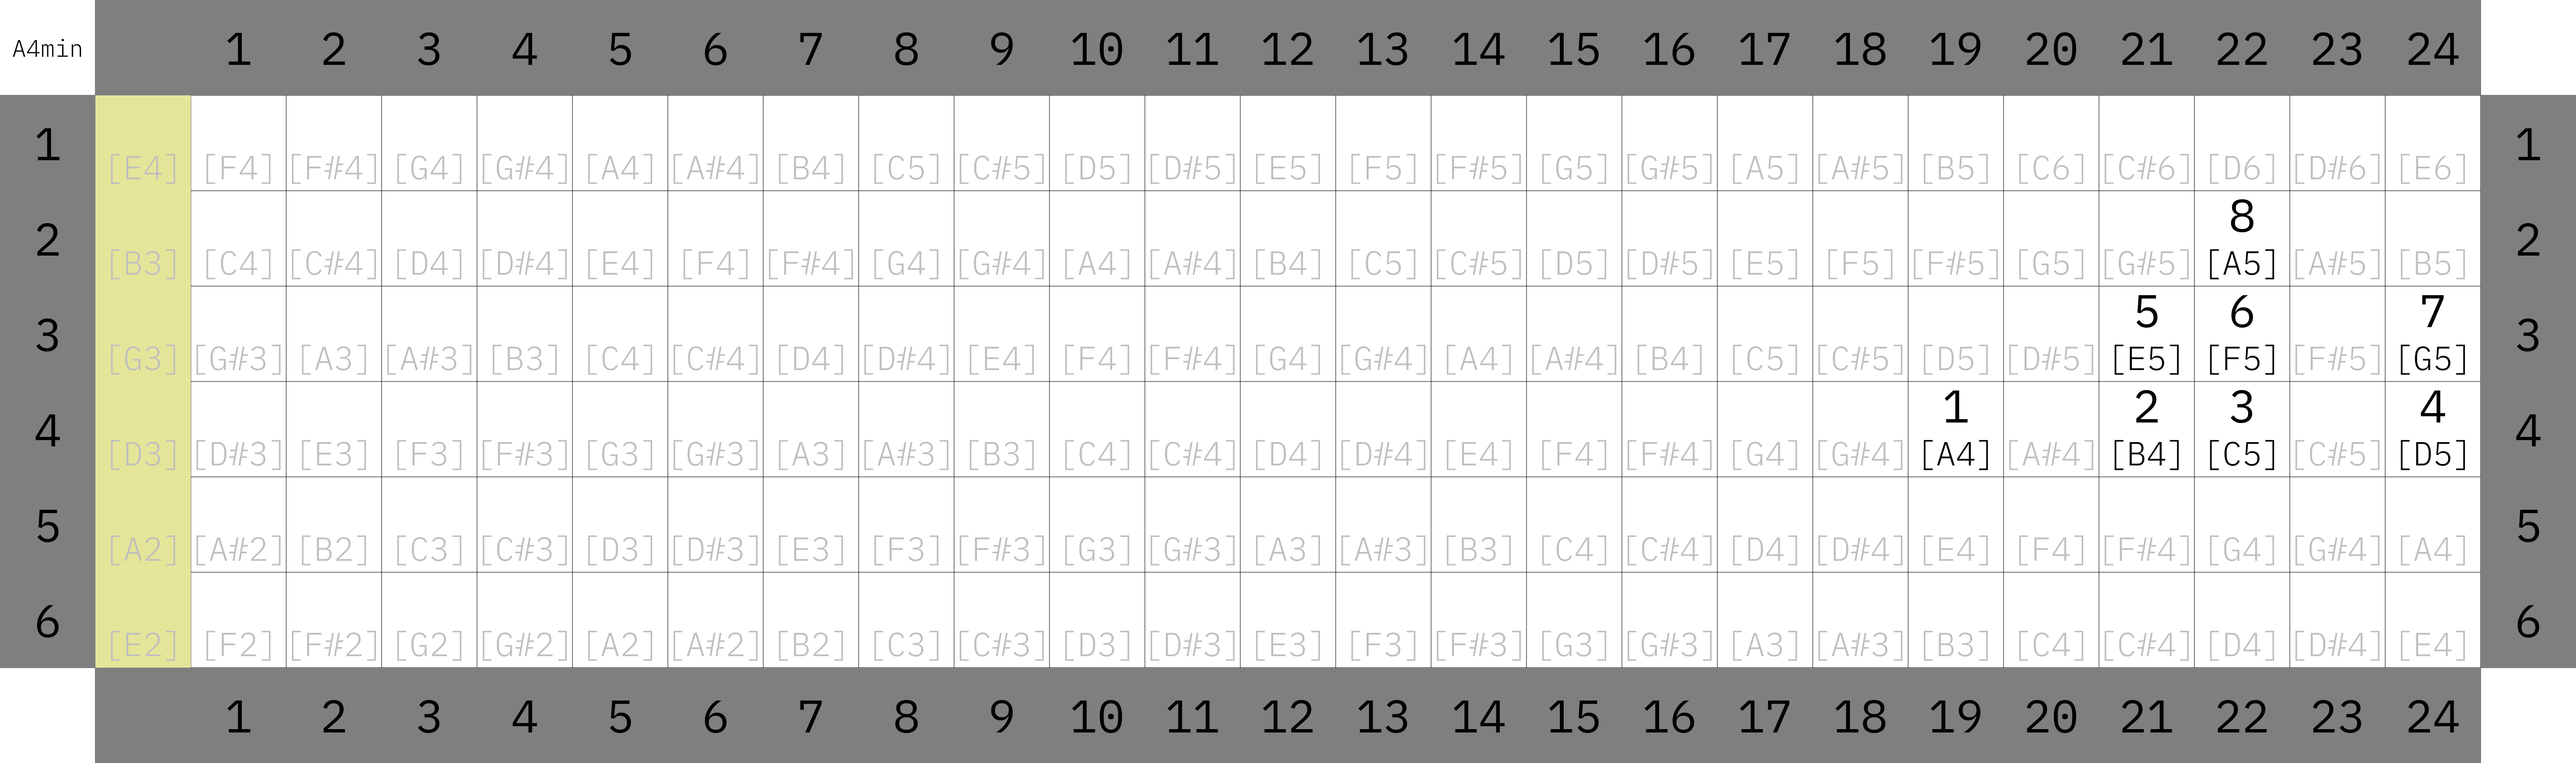 A4min 1 2 3 4 5 6 7 8 9 10 11 12 13 14 15 16 17 18 19 20 21 22 23 24
1 [E4] [F4] [F#4] [G4] [G#4] [A4] [A#4] [B4] [C5] [C#5] [D5] [D#5] [E5] [F5] [F#5] [G5] [G#5] [A5] [A#5] [B5] [C6] [C#6] [D6] [D#6] [E6] 1
8
2 [B3] [C4] [C#4] [D4] [D#4] [E4] [F4] [F#4] [G4] [G#4] [A4] [A#4] [B4] [C5] [C#5] [D5] [D#5] [E5] [F5] [F#5] [G5] [G#5] [A5] [A#5] [B5] 2
5 6 7
3 [G3] [G#3] [A3] [A#3] [B3] [C4] [C#4] [D4] [D#4] [E4] [F4] [F#4] [G4] [G#4] [A4] [A#4] [B4] [C5] [C#5] [D5] [D#5] [E5] [F5] [F#5] [G5] 3
1 2 3 4
4 [D3] [D#3] [E3] [F3] [F#3] [G3] [G#3] [A3] [A#3] [B3] [C4] [C#4] [D4] [D#4] [E4] [F4] [F#4] [G4] [G#4] [A4] [A#4] [B4] [C5] [C#5] [D5] 4
5 [A2] [A#2] [B2] [C3] [C#3] [D3] [D#3] [E3] [F3] [F#3] [G3] [G#3] [A3] [A#3] [B3] [C4] [C#4] [D4] [D#4] [E4] [F4] [F#4] [G4] [G#4] [A4] 5
6 [E2] [F2] [F#2] [G2] [G#2] [A2] [A#2] [B2] [C3] [C#3] [D3] [D#3] [E3] [F3] [F#3] [G3] [G#3] [A3] [A#3] [B3] [C4] [C#4] [D4] [D#4] [E4] 6
1 2 3 4 5 6 7 8 9 10 11 12 13 14 15 16 17 18 19 20 21 22 23 24